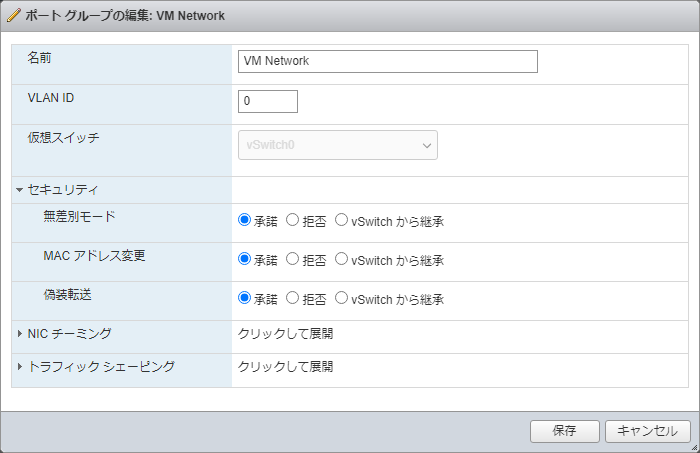 ポート グループの編集: VM Network
名前 VM Network
VLAN ID 0
仮想スイッチ vSwitch0
セキュリティ
無差別モード 承諾 拒否 vSwitch から継承
MAC アドレス変更 承諾 拒否 vSwitch から継承
偽装転送 承諾 拒否 vSwitch から継承
NIC チーミング クリックして展開
トラフィック シェーピング クリックして展開
保存 キャンセル